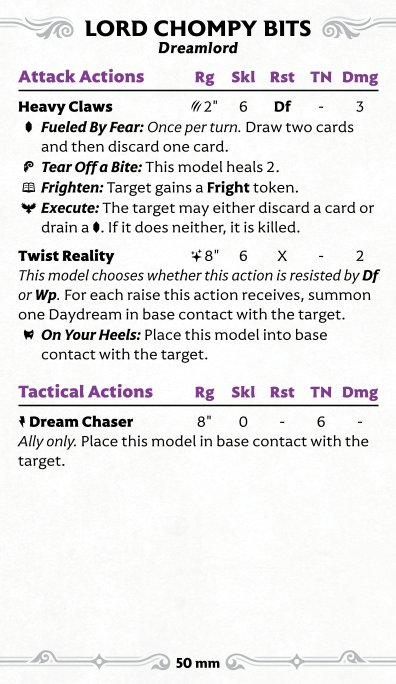 LORD CHOMPY BITS
Dreamlord
Attack Actions Rg Skl Rst TN Dmg
Heavy Claws 2" 6 Df - 3
Fueled By Fear: Once per turn. Draw two cards
and then discard one card.
Tear Off a Bite: This model heals 2.
Frighten: Target gains a Fright token.
Execute: The target may either discard a card or
drain a . If it does neither, it is killed.
Twist Reality 8" 6 X - 2
This model chooses whether this action is resisted by Df
or Wp. For each raise this action receives, summon
one Daydream in base contact with the target.
On Your Heels: Place this model into base
contact with the target.
Tactical Actions Rg Skl Rst TN Dmg
Dream Chaser 8" 0 - 6 -
Ally only. Place this model in base contact with the
target.
50 mm